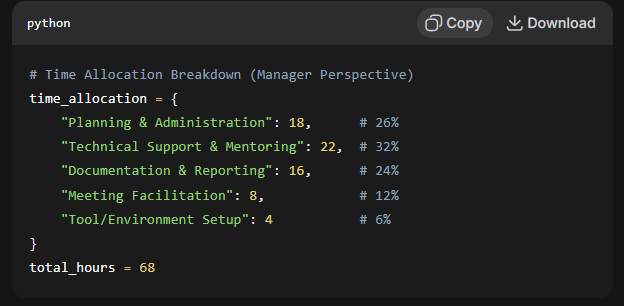 python
Copy
Download
# Time Allocation Breakdown (Manager Perspective)
time_allocation = {
    "Planning & Administration": 18,      # 26%
    "Technical Support & Mentoring": 22,  # 32%
    "Documentation & Reporting": 16,      # 24%
    "Meeting Facilitation": 8,            # 12%
    "Tool/Environment Setup": 4           # 6%
}
total_hours = 68